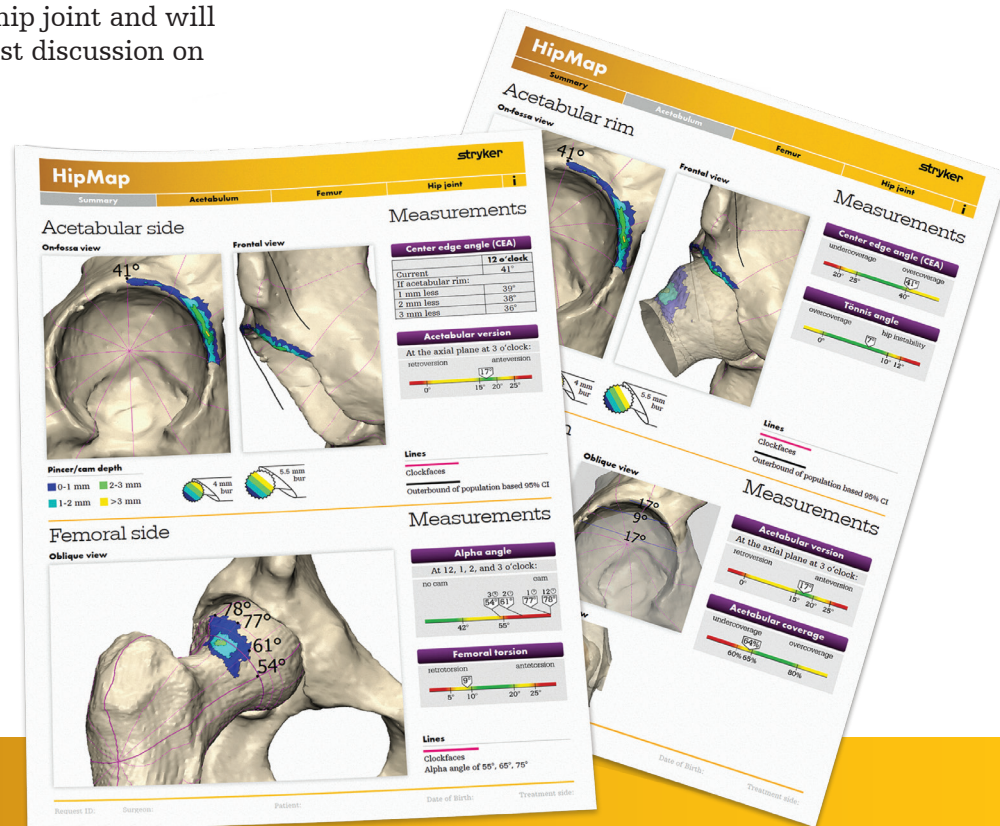 hip joint and will
st discussion on
HipMap
stryker
Summary
Acetabulum
Femur
Hip joint
i
Acetabular side
On-fossa view
Frontal view
41°
Measurements
Center edge angle (CEA)
12 o'clock
Current 41°
If acetabular rim:
1 mm less 39°
2 mm less 38°
3 mm less 36°
Acetabular version
At the axial plane at 3 o'clock:
retroversion anteversion
17°
0° 15° 20° 25°
Pincer/cam depth
0-1 mm 2-3 mm
1-2 mm >3 mm
4 mm
bur
5.5 mm
bur
Lines
Clockfaces
Outerbound of population based 95% CI
Femoral side
Oblique view
78°
77°
61°
54°
Measurements
Alpha angle
At 12, 1, 2, and 3 o'clock:
no cam cam
54° 61° 77° 78°
42° 55°
Femoral torsion
retrotorsion antetorsion
9°
5° 10° 20° 25°
Lines
Clockfaces
Alpha angle of 55°, 65°, 75°
Request ID: Surgeon: Patient: Date of Birth: Treatment side:
HipMap
stryker
Summary
Acetabulum
Femur
Hip joint
i
Acetabular rim
On-fossa view
Frontal view
41°
Measurements
Center edge angle (CEA)
undercoverage overcoverage
41°
20° 25° 40°
Tönnis angle
overcoverage hip instability
7°
0° 10° 12°
4 mm
bur
5.5 mm
bur
Lines
Clockfaces
Outerbound of population based 95% CI
Oblique view
17°
9°
17°
Measurements
Acetabular version
At the axial plane at 3 o'clock:
retroversion anteversion
17°
0° 15° 20° 25°
Acetabular coverage
undercoverage overcoverage
64%
60% 65% 80%
Date of Birth: Treatment side: